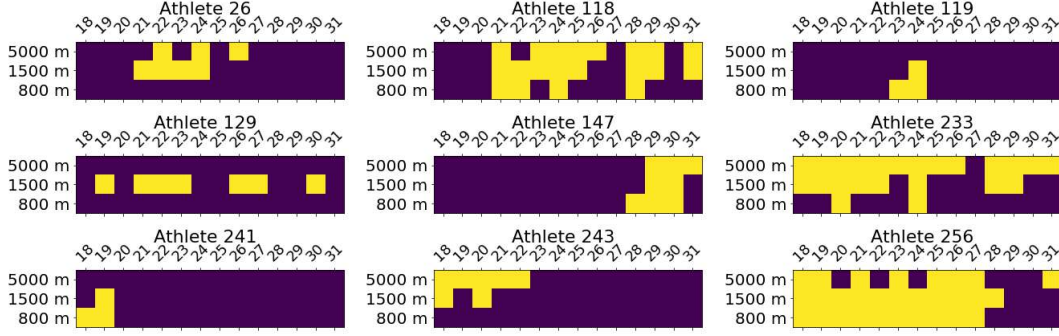 Athlete 26 Athlete 118 Athlete 119
18 19 20 21 22 23 24 25 26 27 28 29 30 31 18 19 20 21 22 23 24 25 26 27 28 29 30 31 18 19 20 21 22 23 24 25 26 27 28 29 30 31
5000 m 5000 m 5000 m
1500 m 1500 m 1500 m
800 m 800 m 800 m
Athlete 129 Athlete 147 Athlete 233
18 19 20 21 22 23 24 25 26 27 28 29 30 31 18 19 20 21 22 23 24 25 26 27 28 29 30 31 18 19 20 21 22 23 24 25 26 27 28 29 30 31
5000 m 5000 m 5000 m
1500 m 1500 m 1500 m
800 m 800 m 800 m
Athlete 241 Athlete 243 Athlete 256
18 19 20 21 22 23 24 25 26 27 28 29 30 31 18 19 20 21 22 23 24 25 26 27 28 29 30 31 18 19 20 21 22 23 24 25 26 27 28 29 30 31
5000 m 5000 m 5000 m
1500 m 1500 m 1500 m
800 m 800 m 800 m